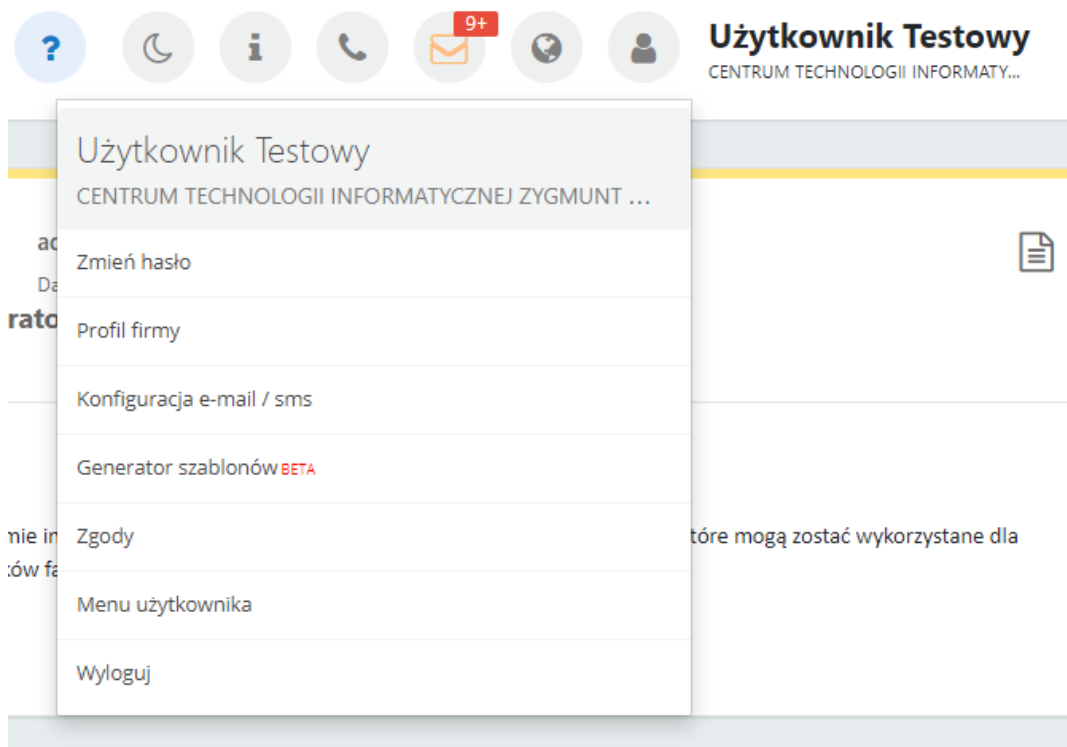 ?
9+
Użytkownik Testowy
CENTRUM TECHNOLOGII INFORMATY...
Użytkownik Testowy
CENTRUM TECHNOLOGII INFORMATYCZNEJ ZYGMUNT ...
Zmień hasło
Profil firmy
Konfiguracja e-mail / sms
Generator szablonów BETA
Zgody
tóre mogą zostać wykorzystane dla
Menu użytkownika
Wyloguj